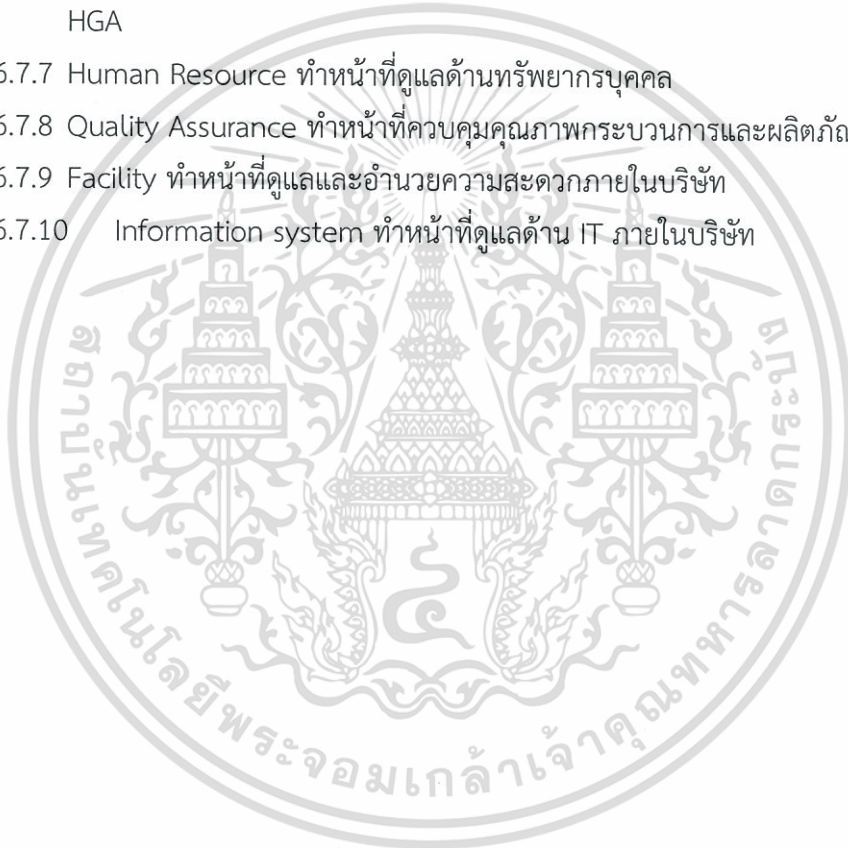 HGA
6.7.7 Human Resource ทำหน้าที่ดูแลด้านทรัพยากรบุคคล
6.7.8 Quality Assurance ทำหน้าที่ควบคุมคุณภาพกระบวนการและผลิตภัณ
6.7.9 Facility ทำหน้าที่ดูแลและอำนวยความสะดวกภายในบริษัท
6.7.10 Information system ทำหน้าที่ดูแลด้าน IT ภายในบริษัท
สถาบันเทคโนโลยีพระจอมเกล้าเจ้าคุณทหารลาดกระบัง